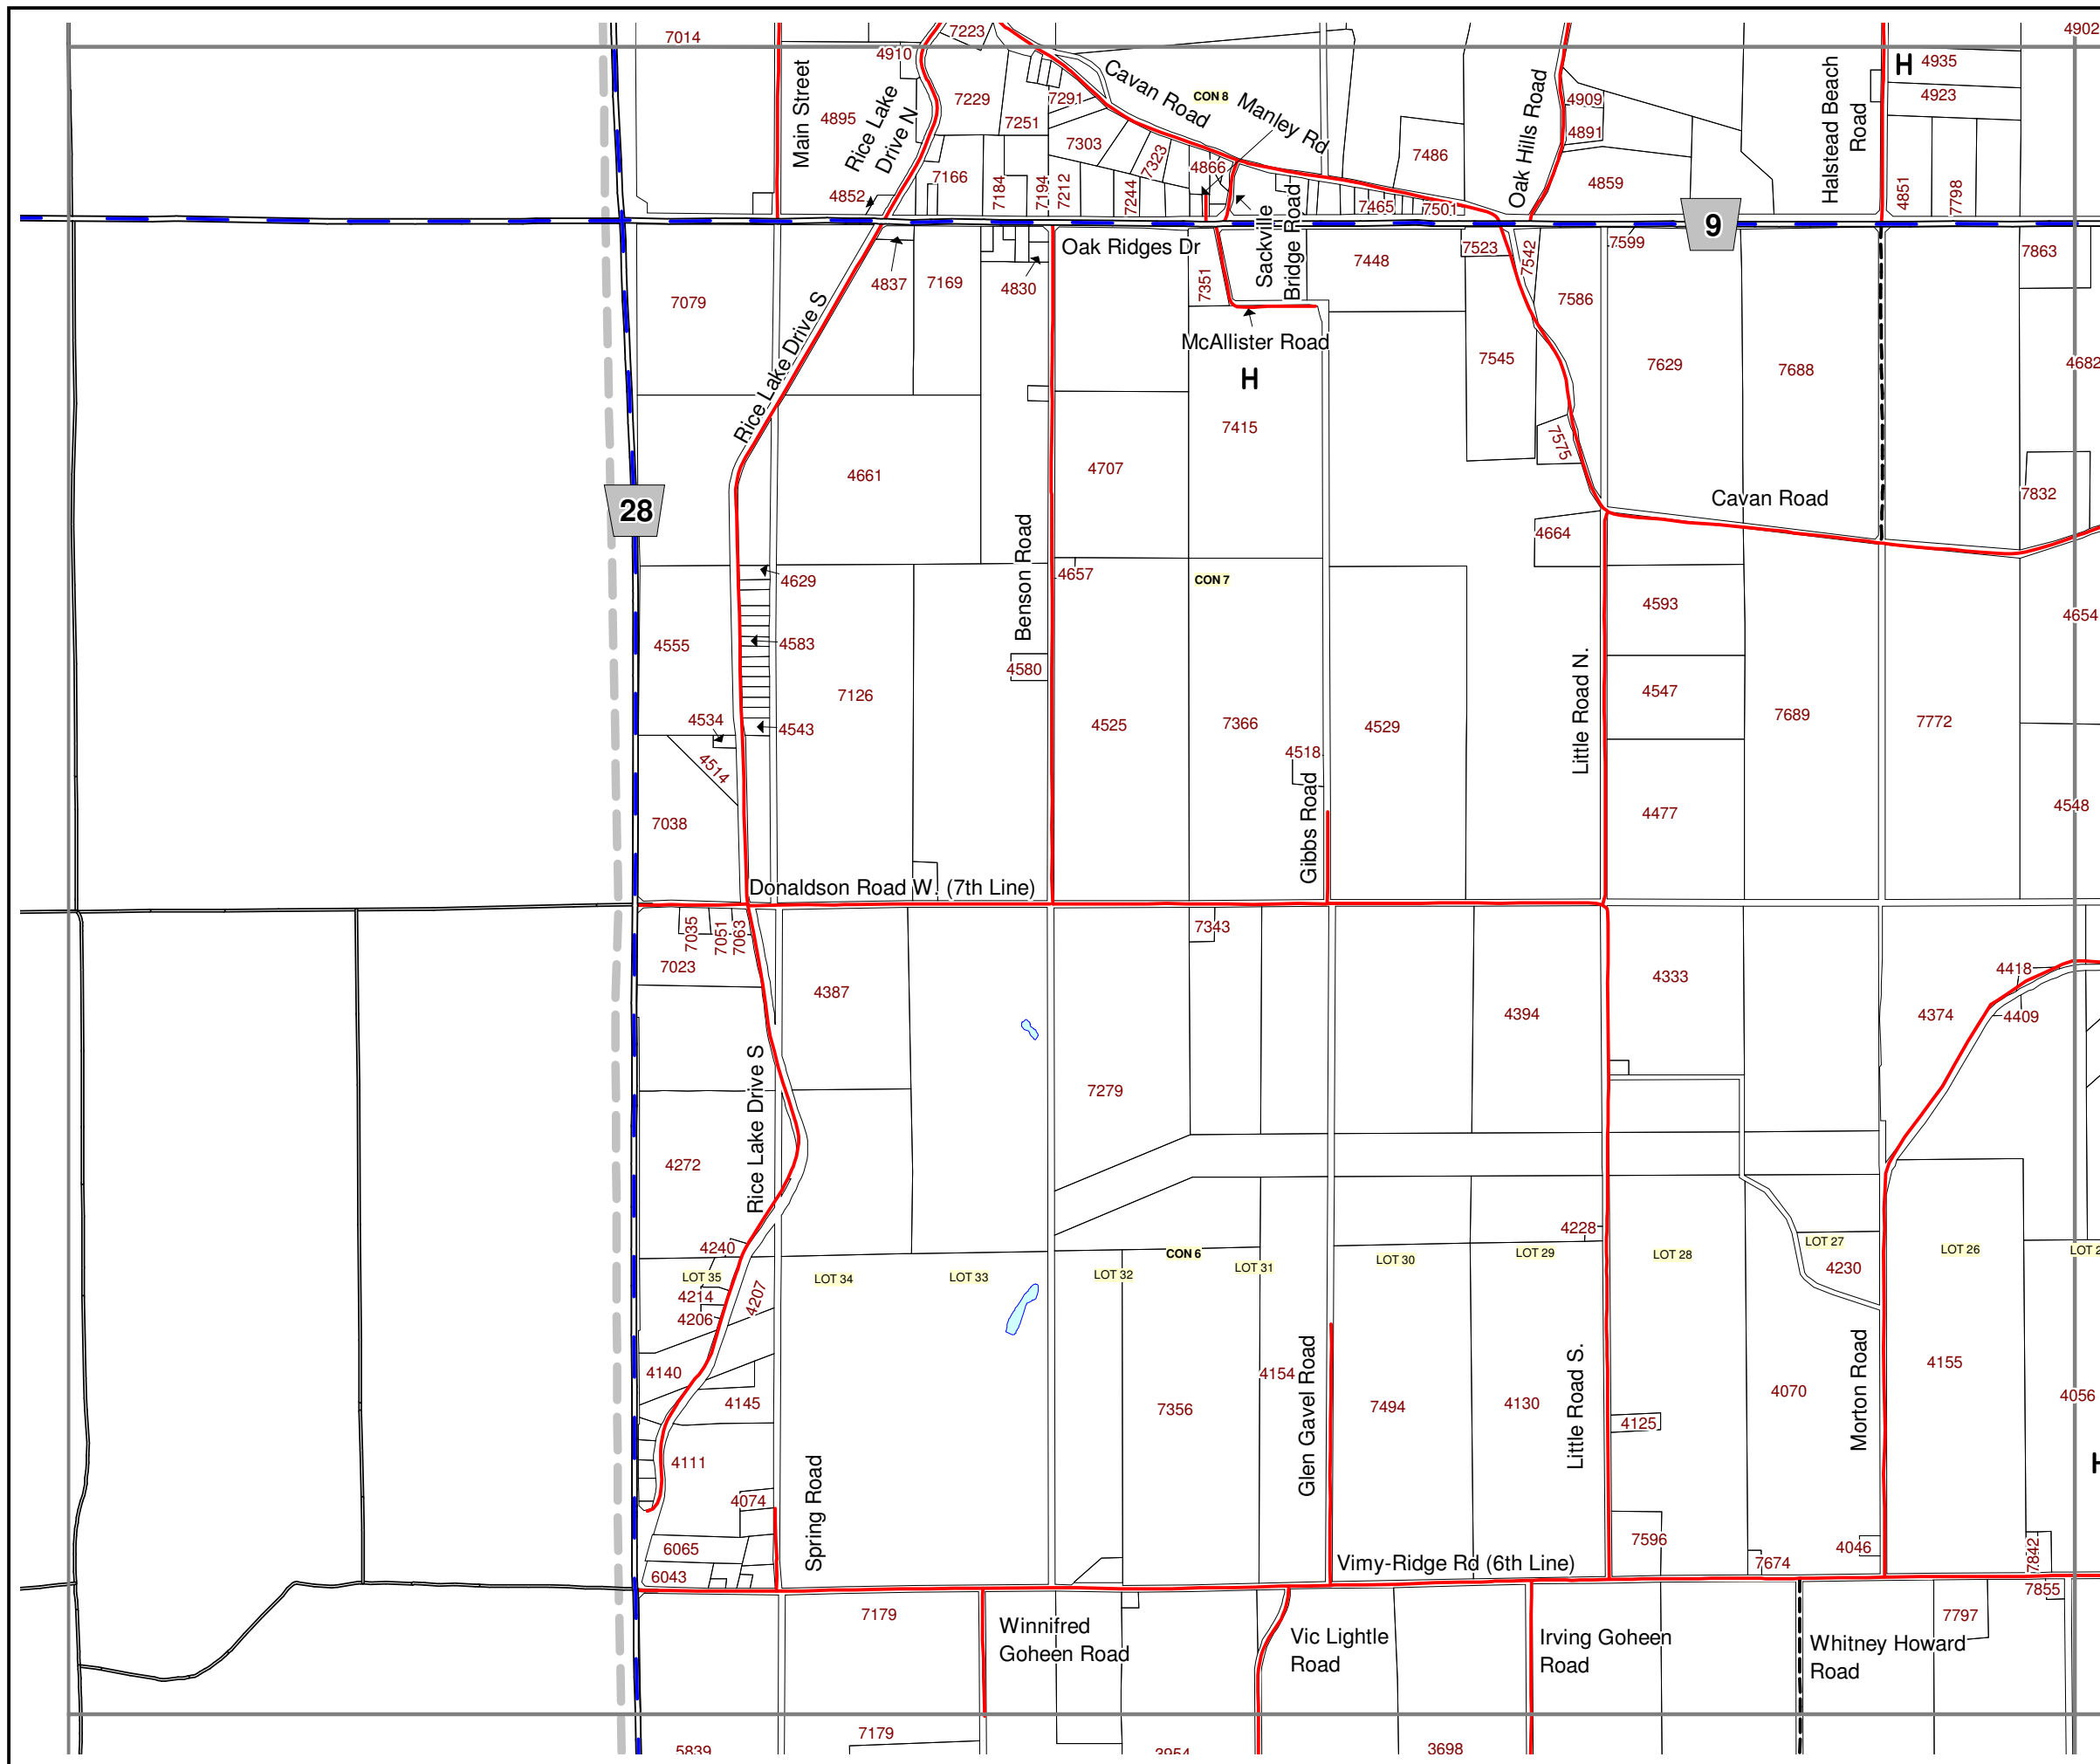 7014
7223
4902
4910
Main Street
4895
Rice Lake
Drive N
7229
7251
7291
Cavan Road
CON 8
Manley Rd
7303
7323
4866
7486
Oak Hills Road
4909
4891
4859
Halstead Beach
Road
H
4935
4923
4851
7798
4852
7166
7184
7194
7212
7244
7465
7501
9
Oak Ridges Dr
Sackville
Bridge Road
7351
7448
7523
7542
7599
7586
7863
7079
4837
7169
4830
Rice Lake Drive S
McAllister Road
H
7545
7629
7688
4682
7415
7575
4661
4707
28
Cavan Road
7832
4664
Benson Road
4629
4657
CON 7
4593
4654
4555
4583
4580
7126
Little Road N.
4547
4534
4543
4514
4525
7366
4529
4518
7689
7772
7038
Gibbs Road
4477
4548
Donaldson Road W. (7th Line)
7035
7051
7063
7343
7023
4387
4333
4418
4394
4374
4409
Rice Lake Drive S
7279
4272
4240
4228
LOT 35
LOT 34
LOT 33
LOT 32
CON 6
LOT 31
LOT 30
LOT 29
LOT 28
LOT 27
LOT 26
4230
4214
4206
4207
4140
4145
4154
Glen Gavel Road
7356
7494
4130
Little Road S.
4125
4070
Morton Road
4155
4056
H
4111
4074
Spring Road
6065
6043
Vimy-Ridge Rd (6th Line)
7596
7674
4046
7842
7855
7179
Winnifred
Goheen Road
Vic Lightle
Road
Irving Goheen
Road
Whitney Howard
Road
7797
7179
5839
3954
3698